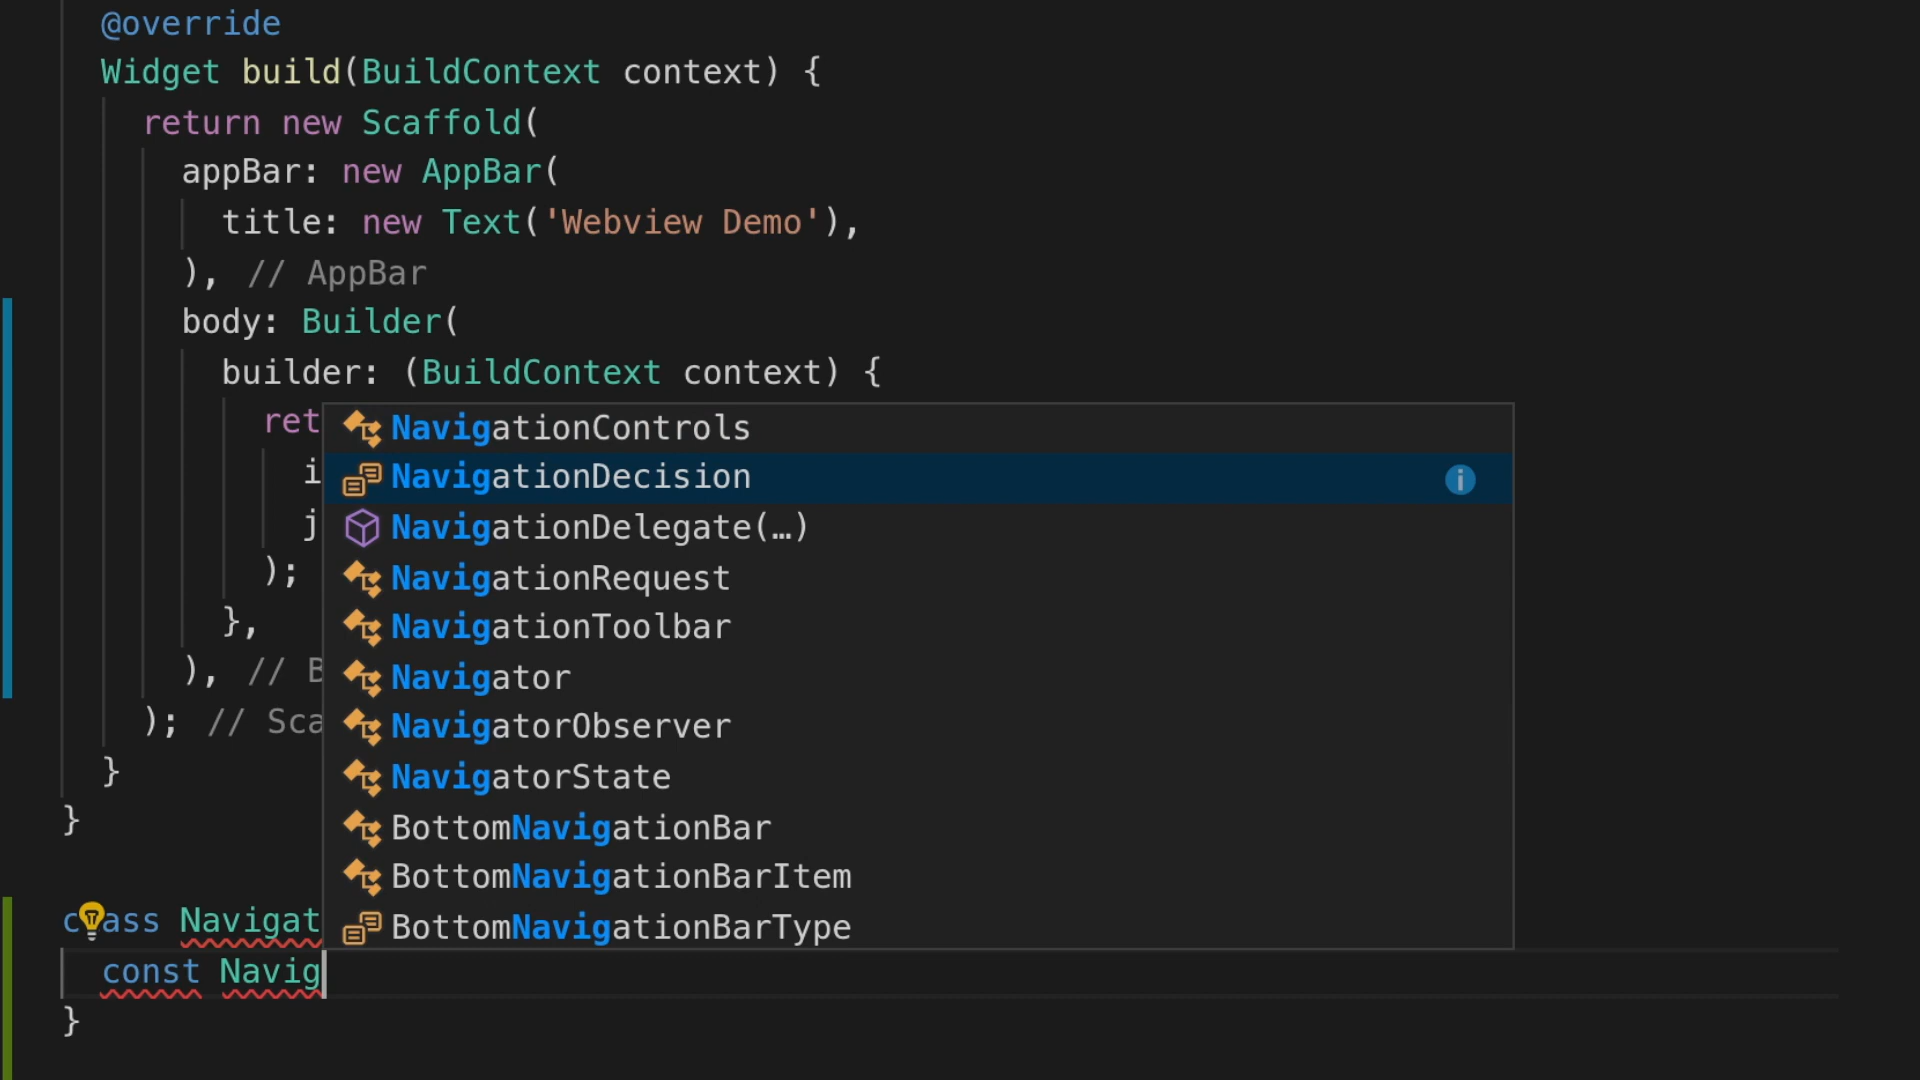 @override
Widget build(BuildContext context) {
return new Scaffold(
appBar: new AppBar(
title: new Text('Webview Demo'),
), // AppBar
body: Builder(
builder: (BuildContext context) {
ret
i
j
);
},
), // B
); // Sca
}
}
NavigationControls
NavigationDecision
NavigationDelegate(…)
NavigationRequest
NavigationToolbar
Navigator
NavigatorObserver
NavigatorState
BottomNavigationBar
BottomNavigationBarItem
BottomNavigationBarType
class Navigat
const Navig
}